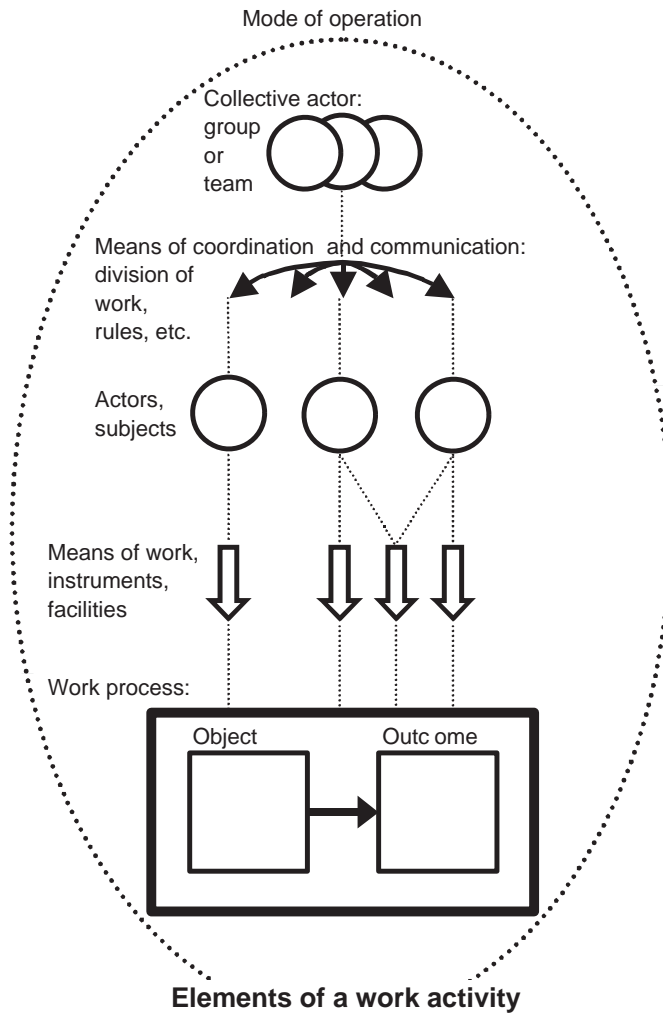 Mode of operation
Collective actor:
group
or
team
Means of coordination and communication:
division of
work,
rules, etc.
Actors,
subjects
Means of work,
instruments,
facilities
Work process:
Object
Outc ome
Elements of a work activity